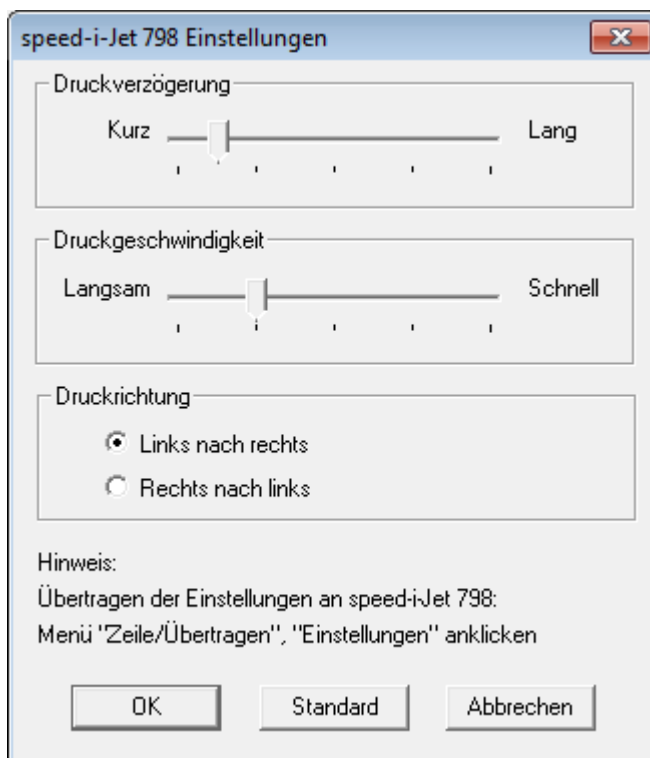 speed-i-Jet 798 Einstellungen
Druckverzögerung
Kurz Lang
Druckgeschwindigkeit
Langsam Schnell
Druckrichtung
Links nach rechts
Rechts nach links
Hinweis:
Übertragen der Einstellungen an speed-i-Jet 798:
Menü "Zeile/Übertragen", "Einstellungen" anklicken
OK Standard Abbrechen